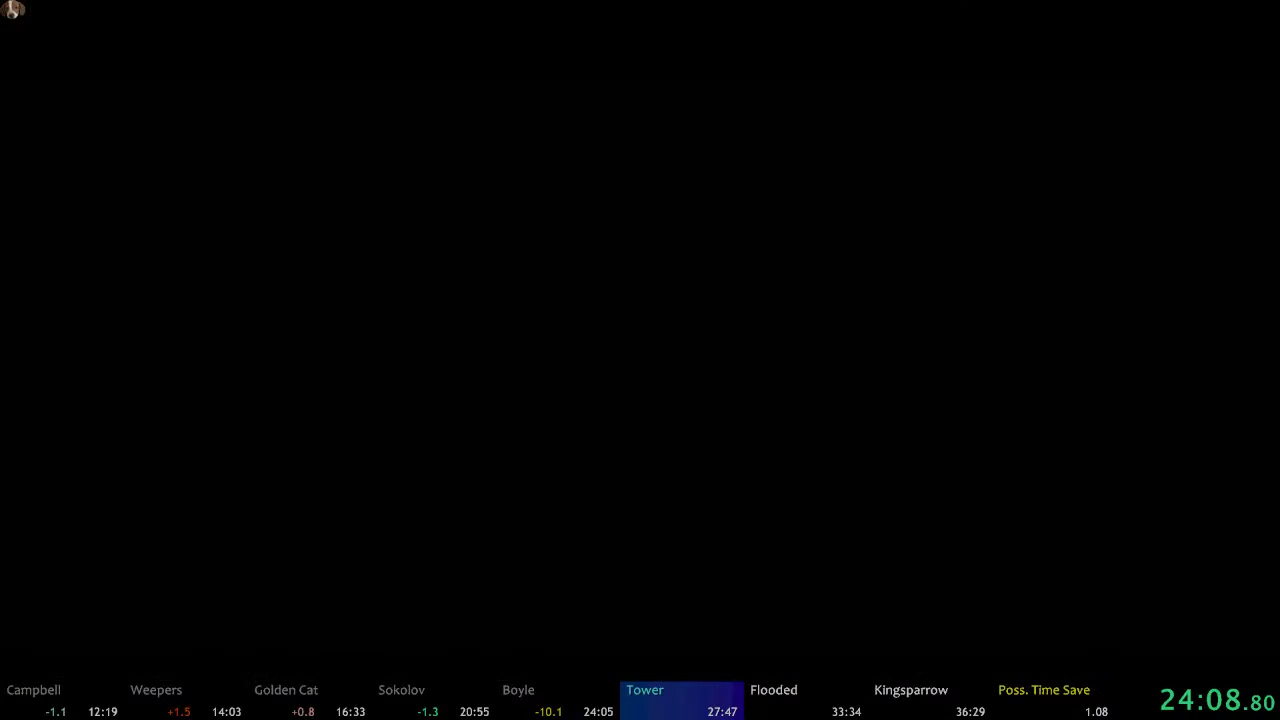 Campbell Weepers Golden Cat Sokolov Boyle Tower Flooded Kingsparrow Poss. Time Save
-1.1 12:19 +1.5 14:03 +0.8 16:33 -1.3 20:55 -10.1 24:05 27:47 33:34 36:29 1.08
24:08.80